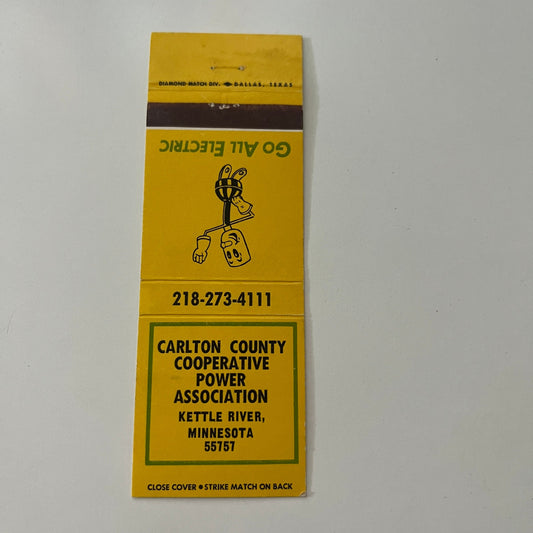 DIAMOND MATCH DIV. DALLAS, TEXAS
GO ALL ELECTRIC
218-273-4111
CARLTON COUNTY
COOPERATIVE
POWER
ASSOCIATION
KETTLE RIVER,
MINNESOTA
55757
CLOSE COVER • STRIKE MATCH ON BACK